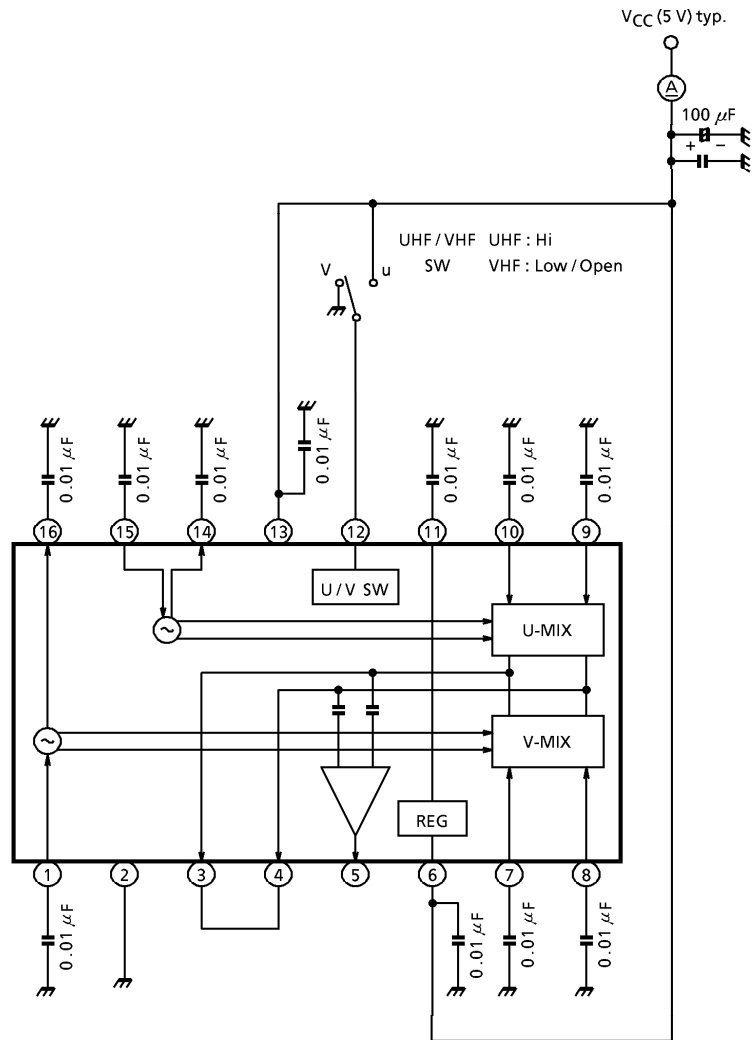 VCC (5 V) typ.
A
100 μF
+ −
UHF / VHF UHF : Hi
SW VHF : Low / Open
V u
0.01 μF 0.01 μF 0.01 μF 0.01 μF 0.01 μF 0.01 μF 0.01 μF
16 15 14 13 12 11 10 9
U / V SW
U-MIX
V-MIX
REG
1 2 3 4 5 6 7 8
0.01 μF 0.01 μF 0.01 μF 0.01 μF